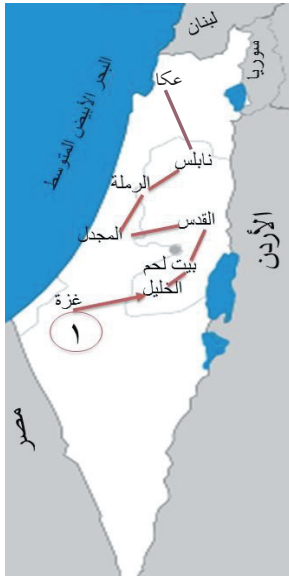 لبنان
سوريا
البحر الأبيض المتوسط
عكا
نابلس
الرملة
القدس
المجدل
الأردن
بيت لحم
الخليل
غزة
١
مصر